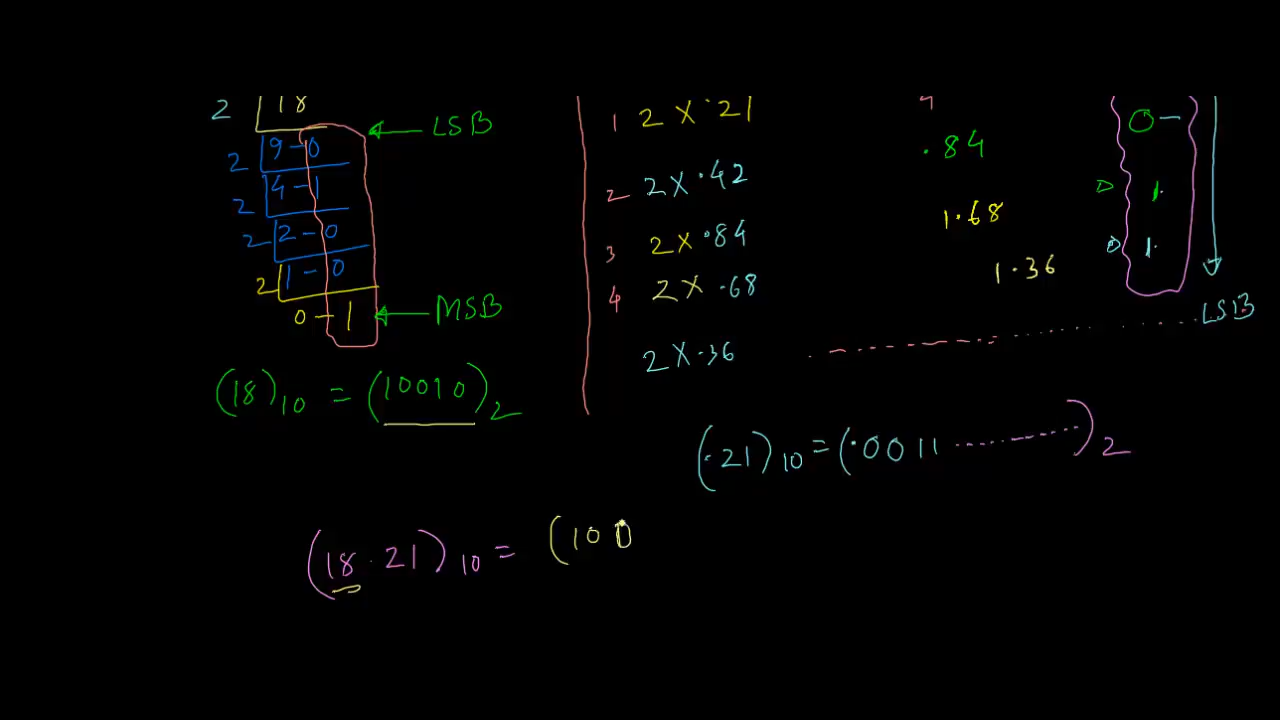 2 18
2 9-0 ← LSB
2 4-1
2 2-0
2 1-0
0-1 ← MSB
(18)10 = (10010)2
1 2 X .21
2 2 X .42 .84 0-
3 2 X .84 1.68 1.
4 2 X .68 1.36 1.
2 X .36 LSB
(.21)10 = (.0011 ............)2
(18.21)10 = (100